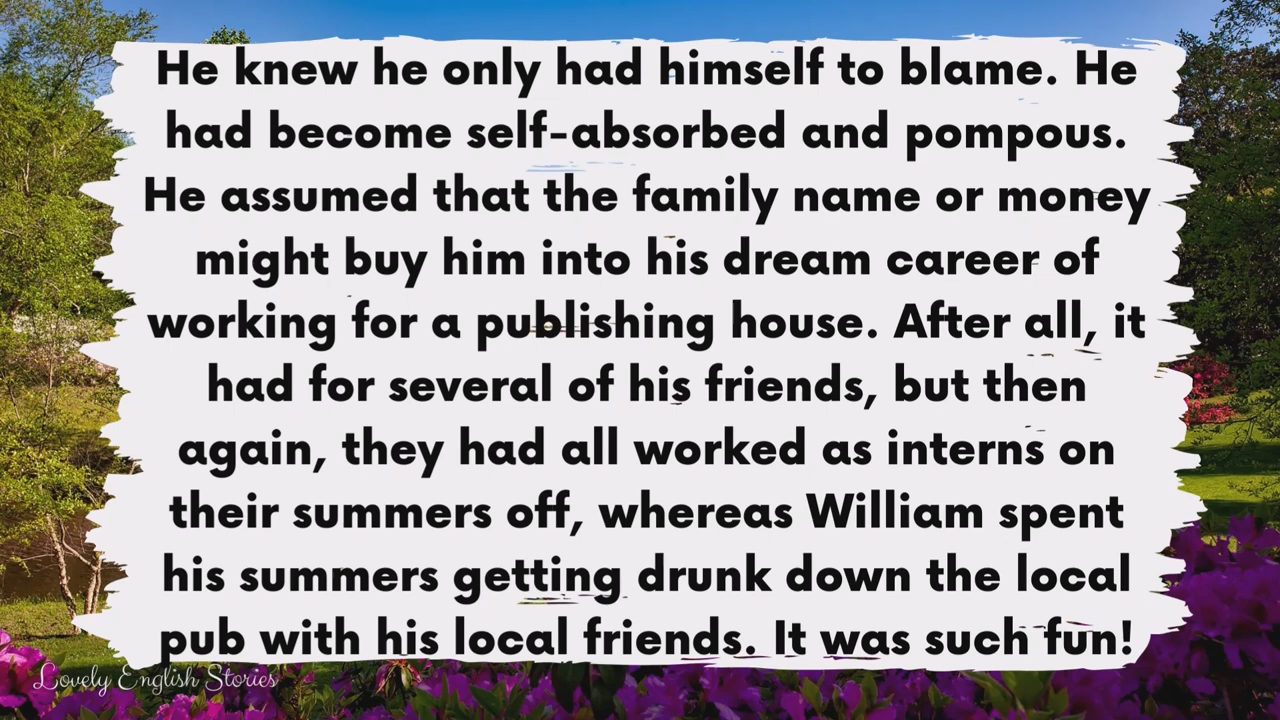 He knew he only had himself to blame. He
had become self-absorbed and pompous.
He assumed that the family name or money
might buy him into his dream career of
working for a publishing house. After all, it
had for several of his friends, but then
again, they had all worked as interns on
their summers off, whereas William spent
his summers getting drunk down the local
pub with his local friends. It was such fun!
Lovely English Stories